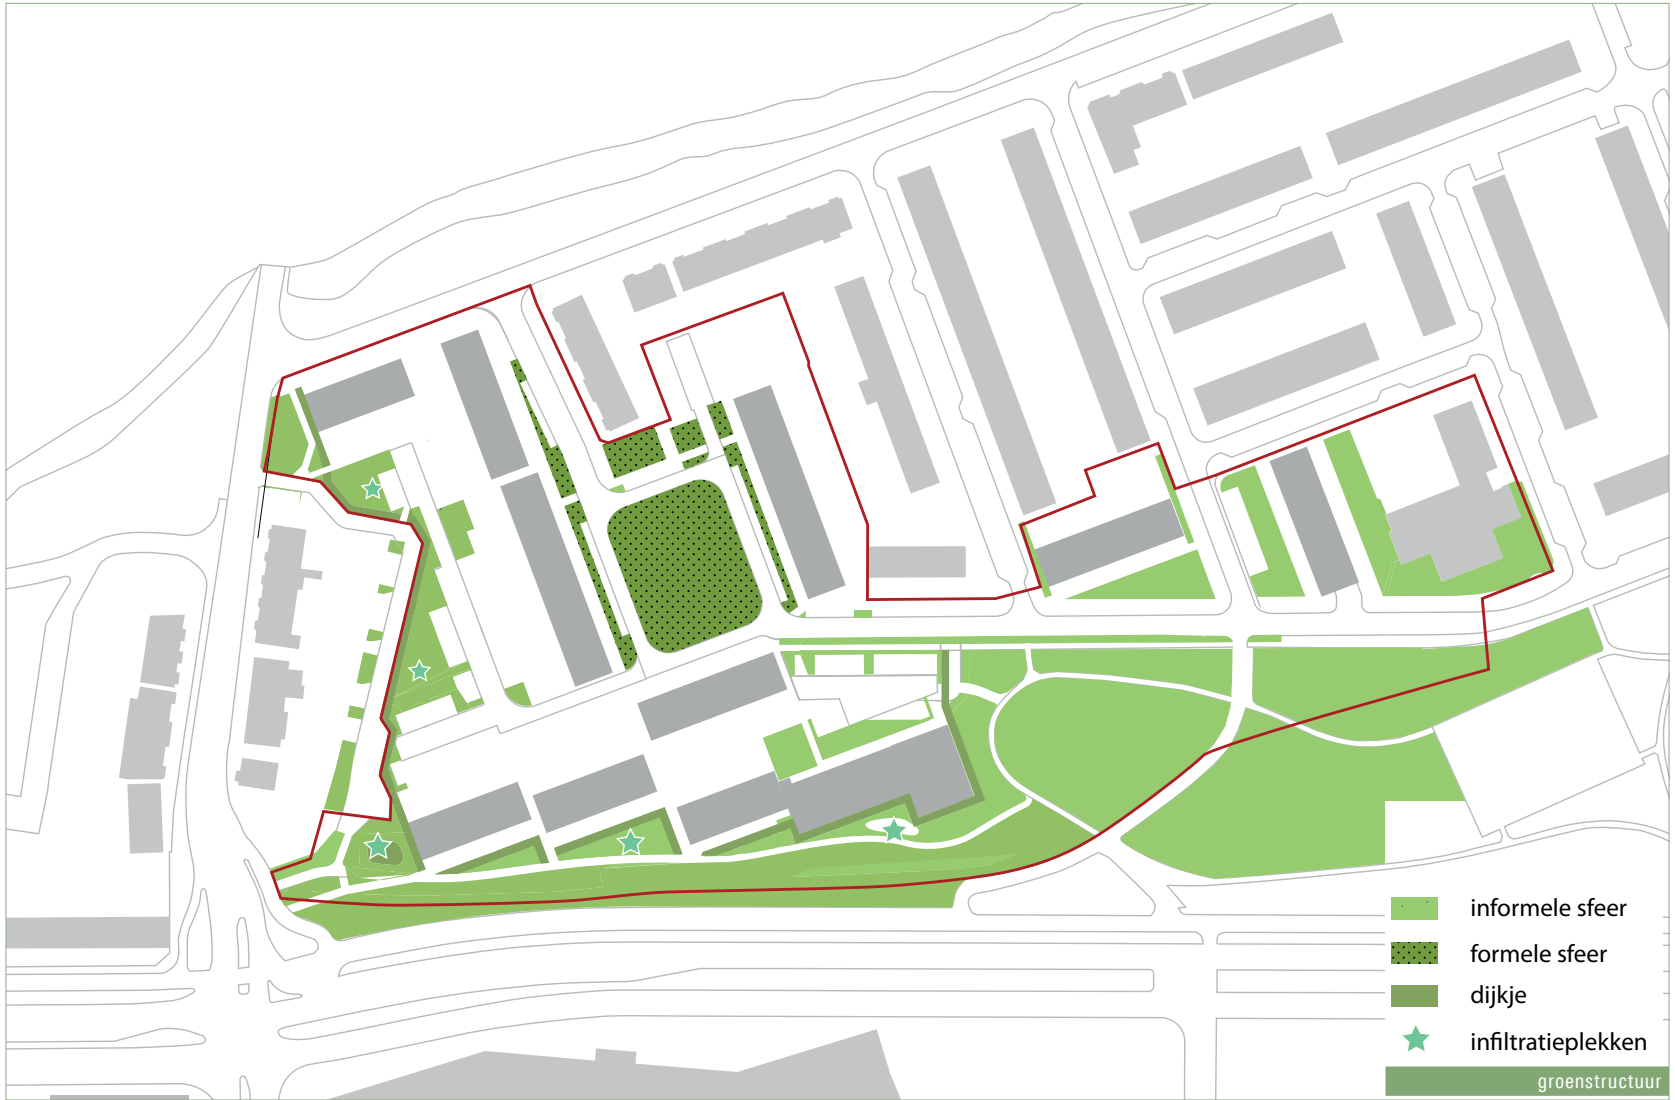 informele sfeer
formele sfeer
dijkje
infiltratieplekken
groenstructuur